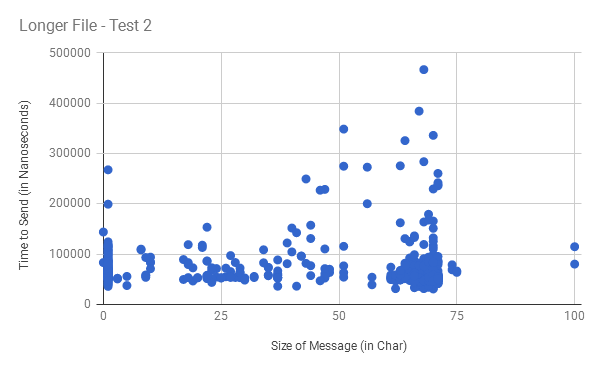 Longer File - Test 2
Time to Send (in Nanoseconds)
500000
400000
300000
200000
100000
0
0 25 50 75 100
Size of Message (in Char)